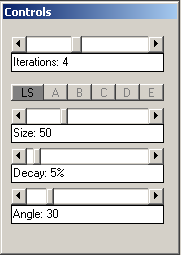 Controls
Iterations: 4
LS A B C D E
Size: 50
Decay: 5%
Angle: 30